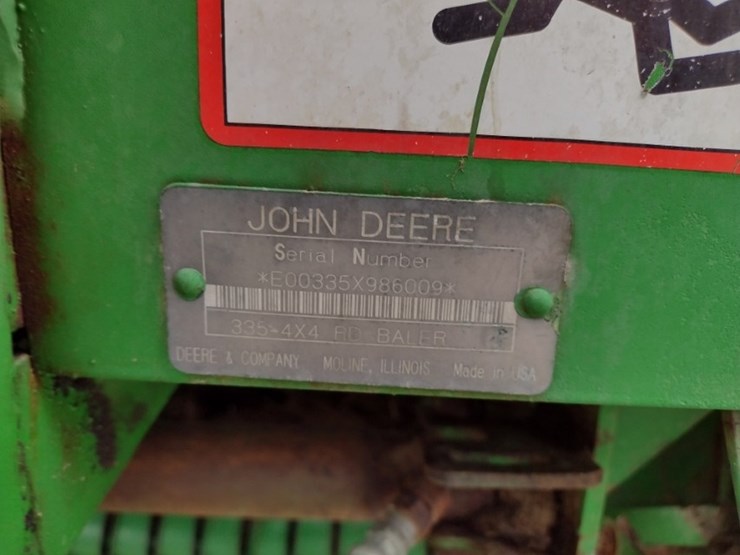 JOHN DEERE
Serial Number
*E00335X986009*
335-4X4 RD BALER
DEERE & COMPANY MOLINE, ILLINOIS Made in USA